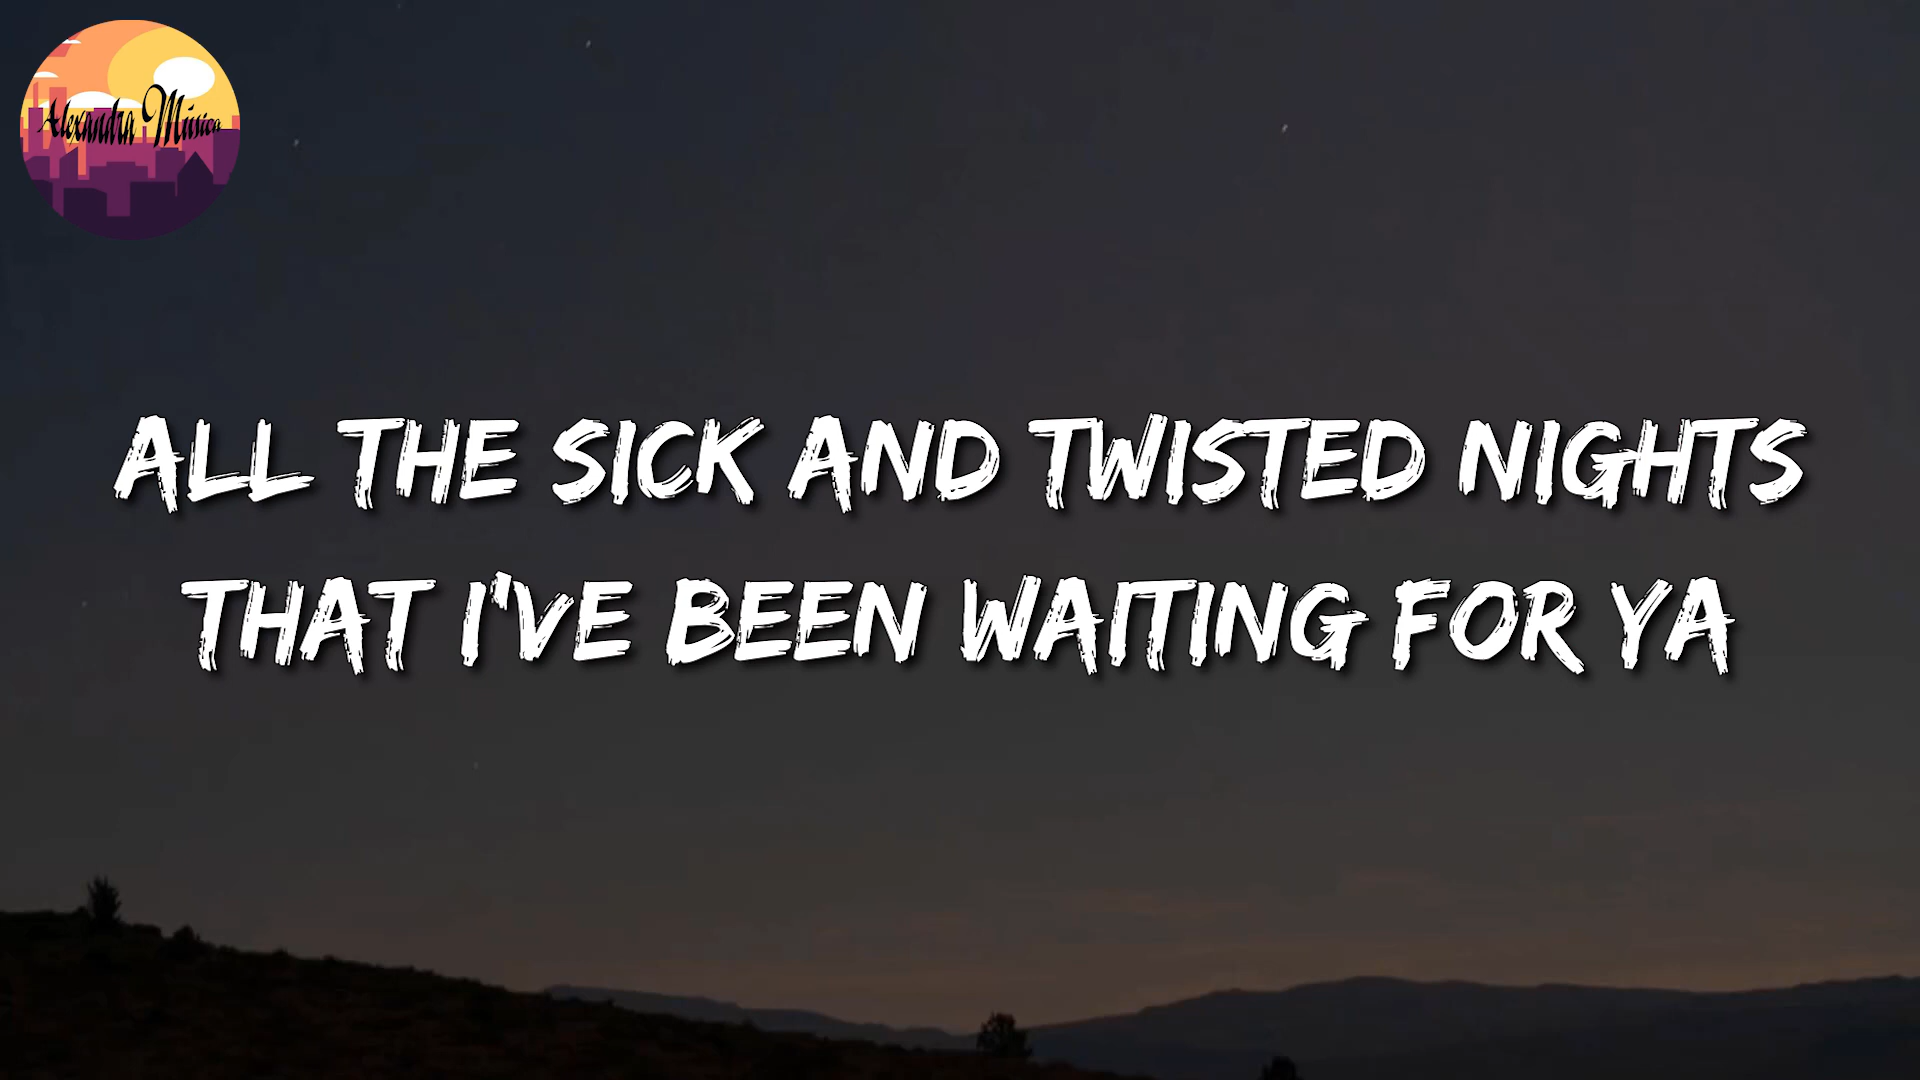 Alexandra Música
ALL THE SICK AND TWISTED NIGHTS
THAT I'VE BEEN WAITING FOR YA